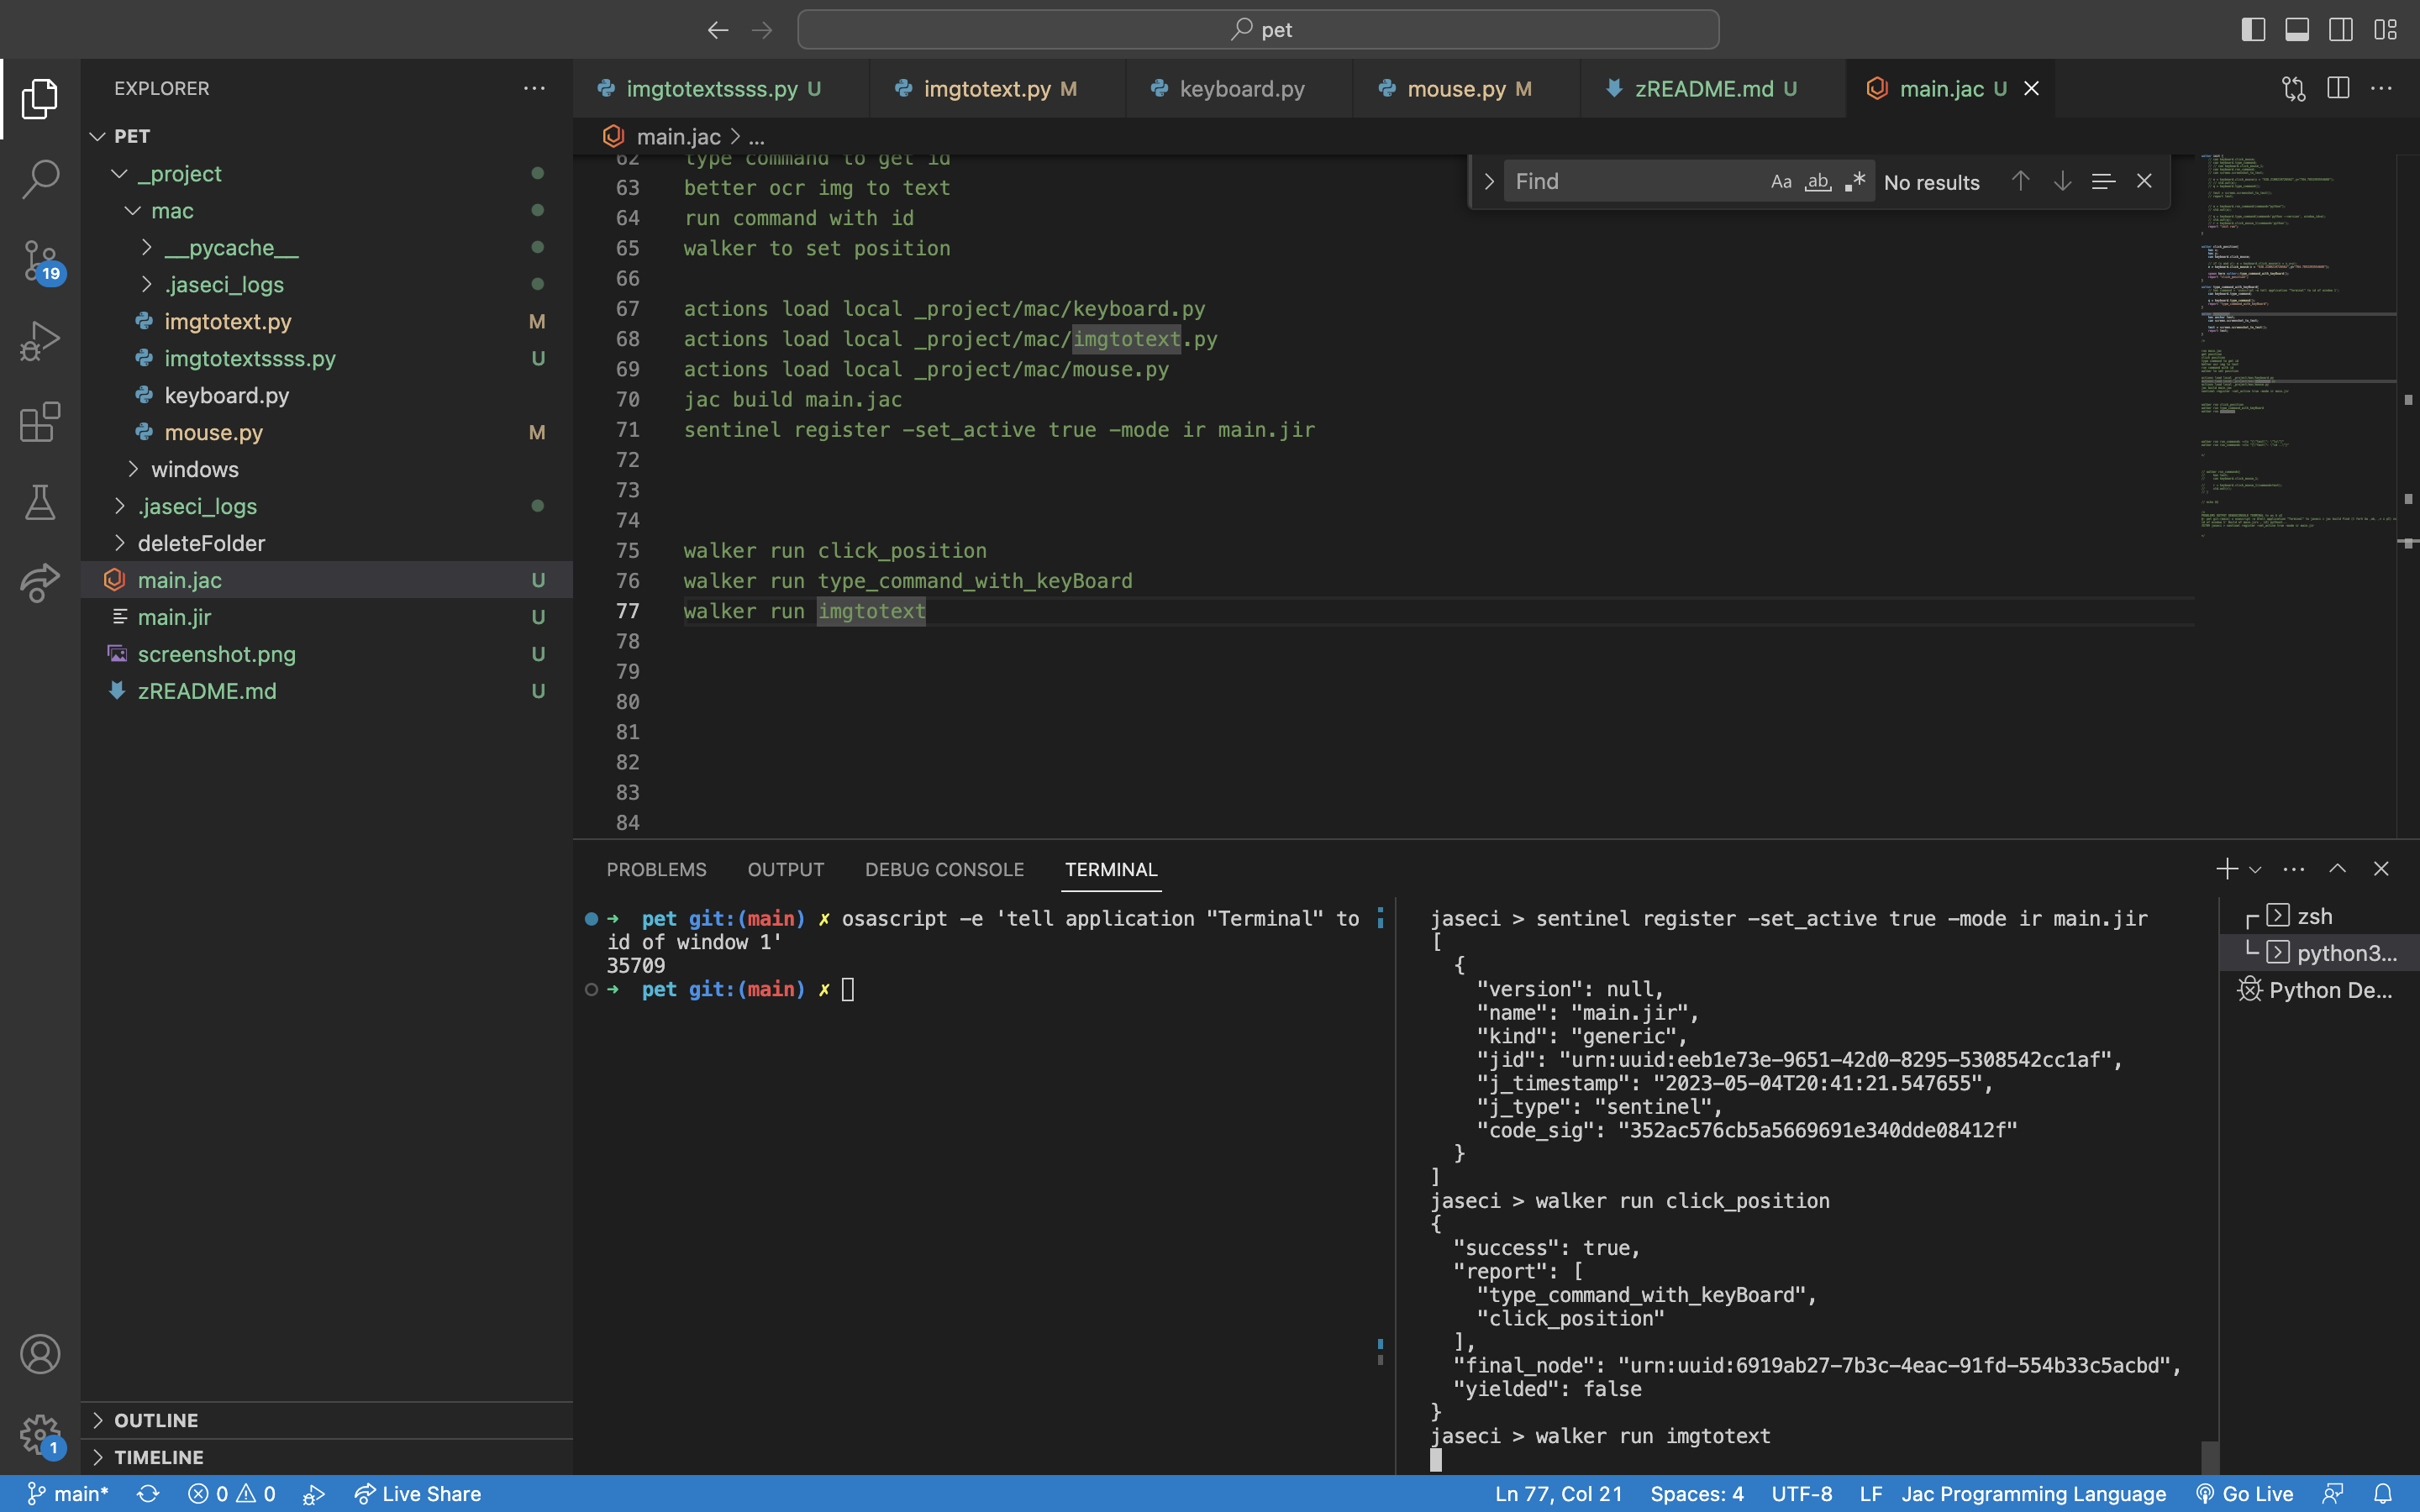 pet
EXPLORER
PET
_project
mac
__pycache__
.jaseci_logs
imgtotext.py M
imgtotextssss.py U
keyboard.py
mouse.py M
windows
.jaseci_logs
deleteFolder
main.jac U
main.jir U
screenshot.png U
zREADME.md U
OUTLINE
TIMELINE
19
1
imgtotextssss.py U imgtotext.py M keyboard.py mouse.py M zREADME.md U main.jac U
main.jac > ...
Find Aa ab .* No results
62 type command to get id
63 better ocr img to text
64 run command with id
65 walker to set position
66
67 actions load local _project/mac/keyboard.py
68 actions load local _project/mac/imgtotext.py
69 actions load local _project/mac/mouse.py
70 jac build main.jac
71 sentinel register -set_active true -mode ir main.jir
72
73
74
75 walker run click_position
76 walker run type_command_with_keyBoard
77 walker run imgtotext
78
79
80
81
82
83
84
PROBLEMS OUTPUT DEBUG CONSOLE TERMINAL
➜ pet git:(main) ✗ osascript -e 'tell application "Terminal" to
id of window 1'
35709
➜ pet git:(main) ✗
jaseci > sentinel register -set_active true -mode ir main.jir
[
{
"version": null,
"name": "main.jir",
"kind": "generic",
"jid": "urn:uuid:eeb1e73e-9651-42d0-8295-5308542cc1af",
"j_timestamp": "2023-05-04T20:41:21.547655",
"j_type": "sentinel",
"code_sig": "352ac576cb5a5669691e340dde08412f"
}
]
jaseci > walker run click_position
{
"success": true,
"report": [
"type_command_with_keyBoard",
"click_position"
],
"final_node": "urn:uuid:6919ab27-7b3c-4eac-91fd-554b33c5acbd",
"yielded": false
}
jaseci > walker run imgtotext
zsh
python3...
Python De...
main* 0 0 Live Share Ln 77, Col 21 Spaces: 4 UTF-8 LF Jac Programming Language Go Live